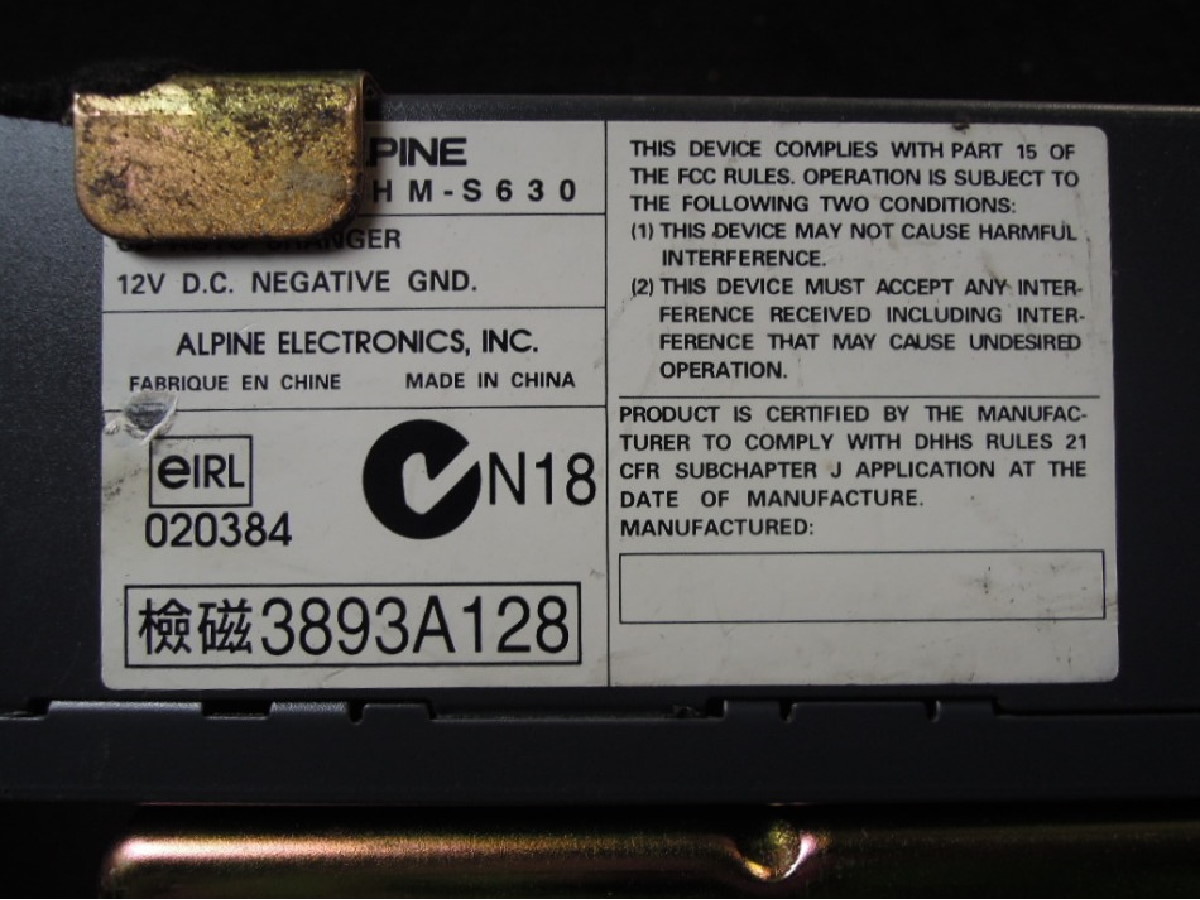 PINE
HM-S630
CHANGER
12V D.C. NEGATIVE GND.
ALPINE ELECTRONICS, INC.
FABRIQUE EN CHINE MADE IN CHINA
eIRL
020384
N18
檢磁3893A128
THIS DEVICE COMPLIES WITH PART 15 OF
THE FCC RULES. OPERATION IS SUBJECT TO
THE FOLLOWING TWO CONDITIONS:
(1) THIS DEVICE MAY NOT CAUSE HARMFUL
INTERFERENCE.
(2) THIS DEVICE MUST ACCEPT ANY INTER-
FERENCE RECEIVED INCLUDING INTER-
FERENCE THAT MAY CAUSE UNDESIRED
OPERATION.
PRODUCT IS CERTIFIED BY THE MANUFAC-
TURER TO COMPLY WITH DHHS RULES 21
CFR SUBCHAPTER J APPLICATION AT THE
DATE OF MANUFACTURE.
MANUFACTURED: